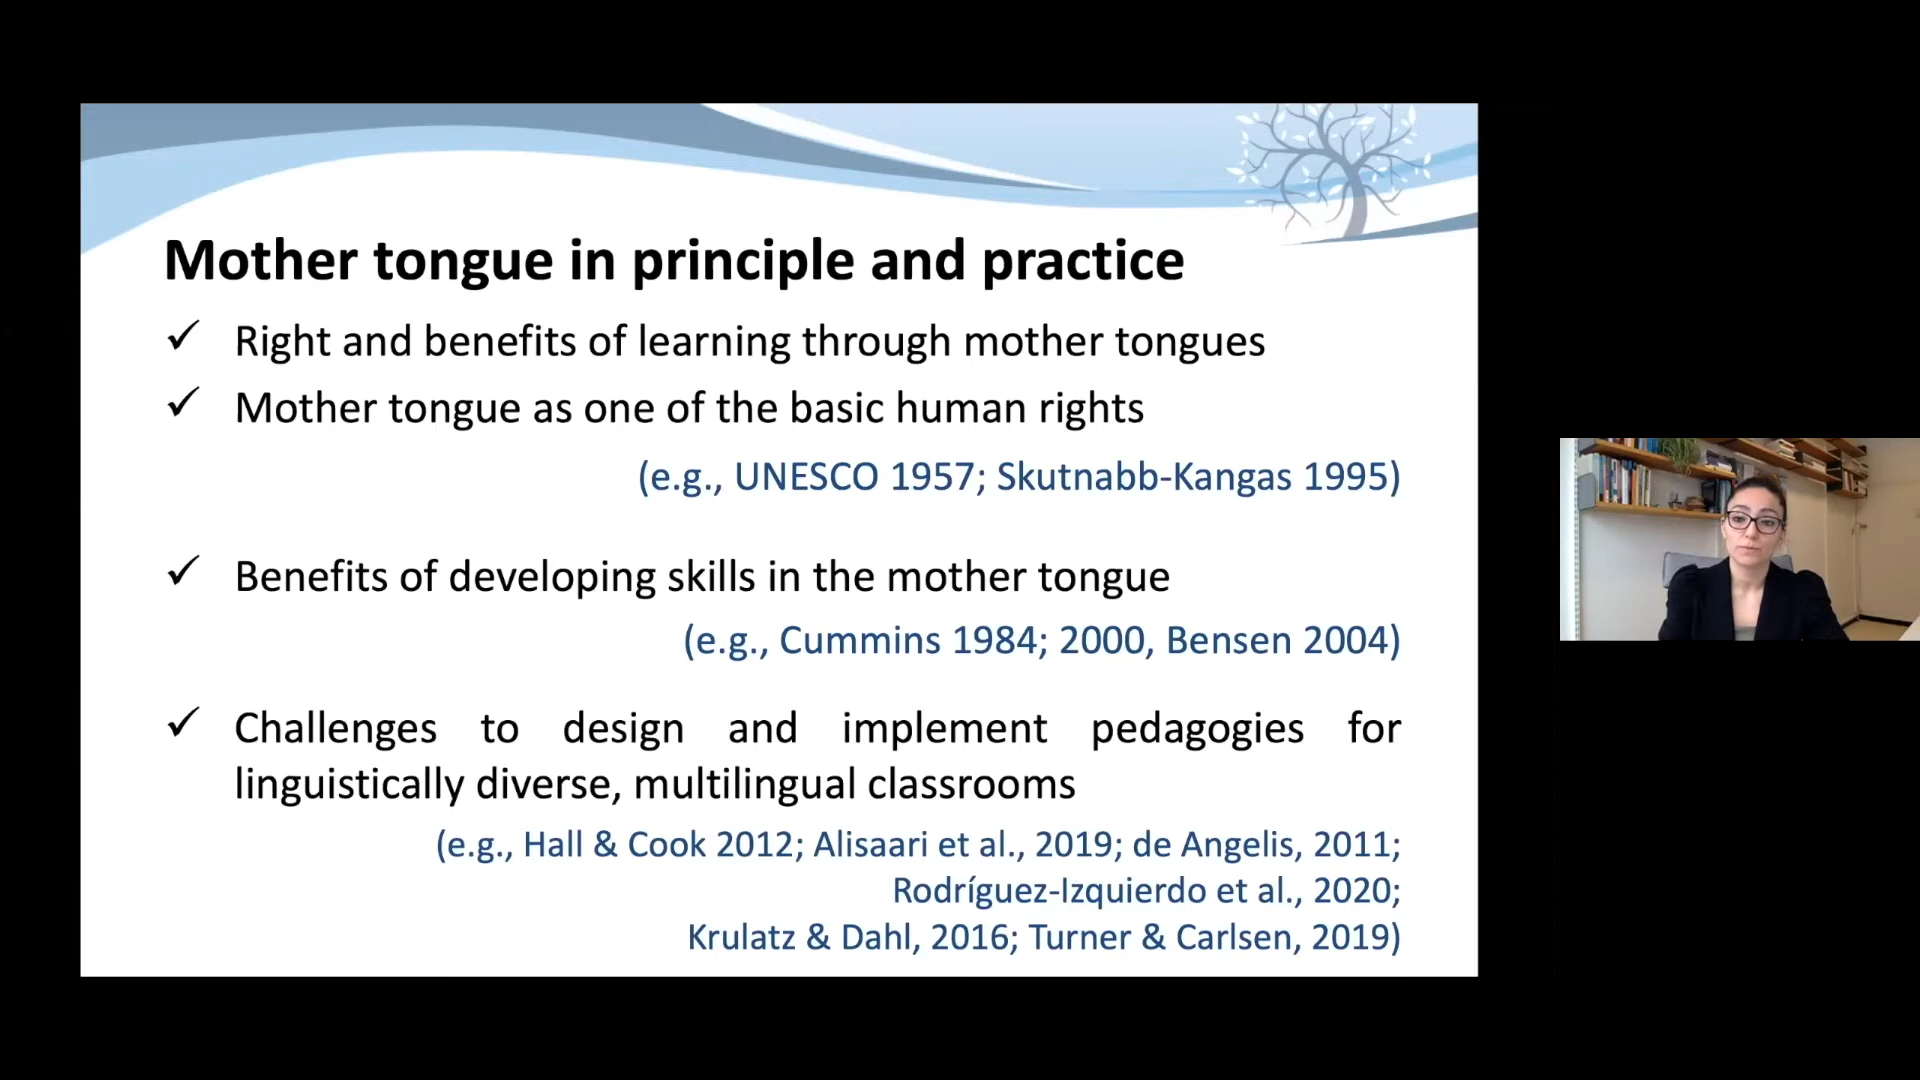 Mother tongue in principle and practice
✓ Right and benefits of learning through mother tongues
✓ Mother tongue as one of the basic human rights
(e.g., UNESCO 1957; Skutnabb-Kangas 1995)
✓ Benefits of developing skills in the mother tongue
(e.g., Cummins 1984; 2000, Bensen 2004)
✓ Challenges to design and implement pedagogies for
linguistically diverse, multilingual classrooms
(e.g., Hall & Cook 2012; Alisaari et al., 2019; de Angelis, 2011;
Rodríguez-Izquierdo et al., 2020;
Krulatz & Dahl, 2016; Turner & Carlsen, 2019)